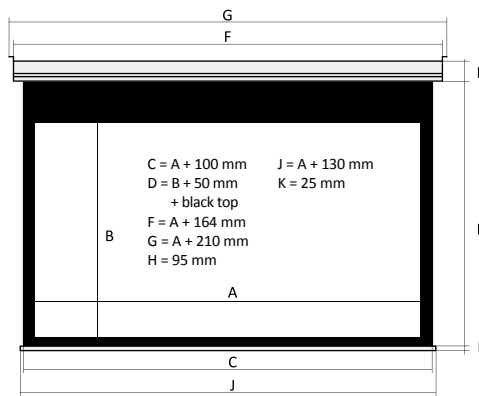 G
F
C = A + 100 mm
D = B + 50 mm
+ black top
F = A + 164 mm
G = A + 210 mm
H = 95 mm
J = A + 130 mm
K = 25 mm
B
A
C
J